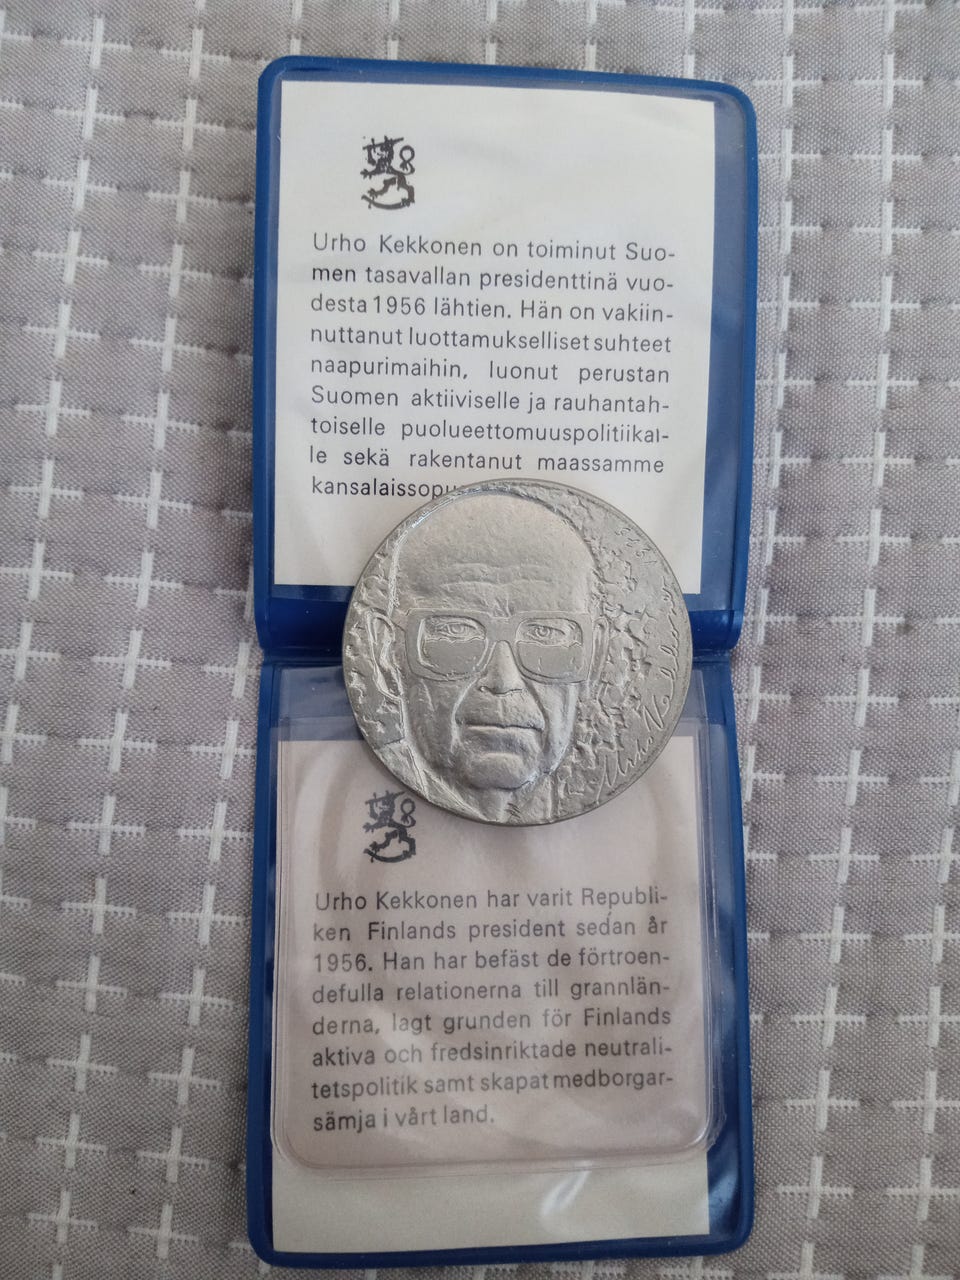 Urho Kekkonen on toiminut Suo-
men tasavallan presidenttinä vuo-
desta 1956 lähtien. Hän on vakiin-
nuttanut luottamukselliset suhteet
naapurimaihin, luonut perustan
Suomen aktiiviselle ja rauhantah-
toiselle puolueettomuuspolitiikal-
le sekä rakentanut maassamme
Urho Kekkonen
Urho Kekkonen har varit Republi-
ken Finlands president sedan år
1956. Han har befäst de förtroen-
defulla relationerna till grannlän-
derna, lagt grunden för Finlands
aktiva och fredsinriktade neutrali-
tetspolitik samt skapat medborgar-
sämja i vårt land.